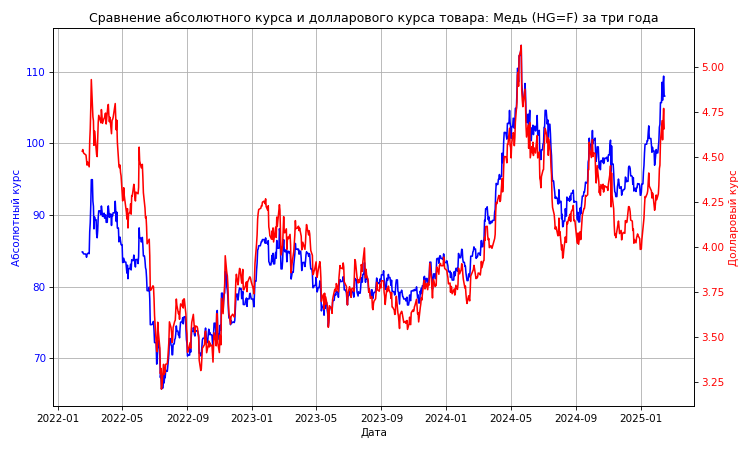 Сравнение абсолютного курса и долларового курса товара: Медь (HG=F) за три года
Абсолютный курс
110
100
90
80
70
5.00
4.75
4.50
4.25
4.00
3.75
3.50
3.25
Долларовый курс
2022-01 2022-05 2022-09 2023-01 2023-05 2023-09 2024-01 2024-05 2024-09 2025-01
Дата